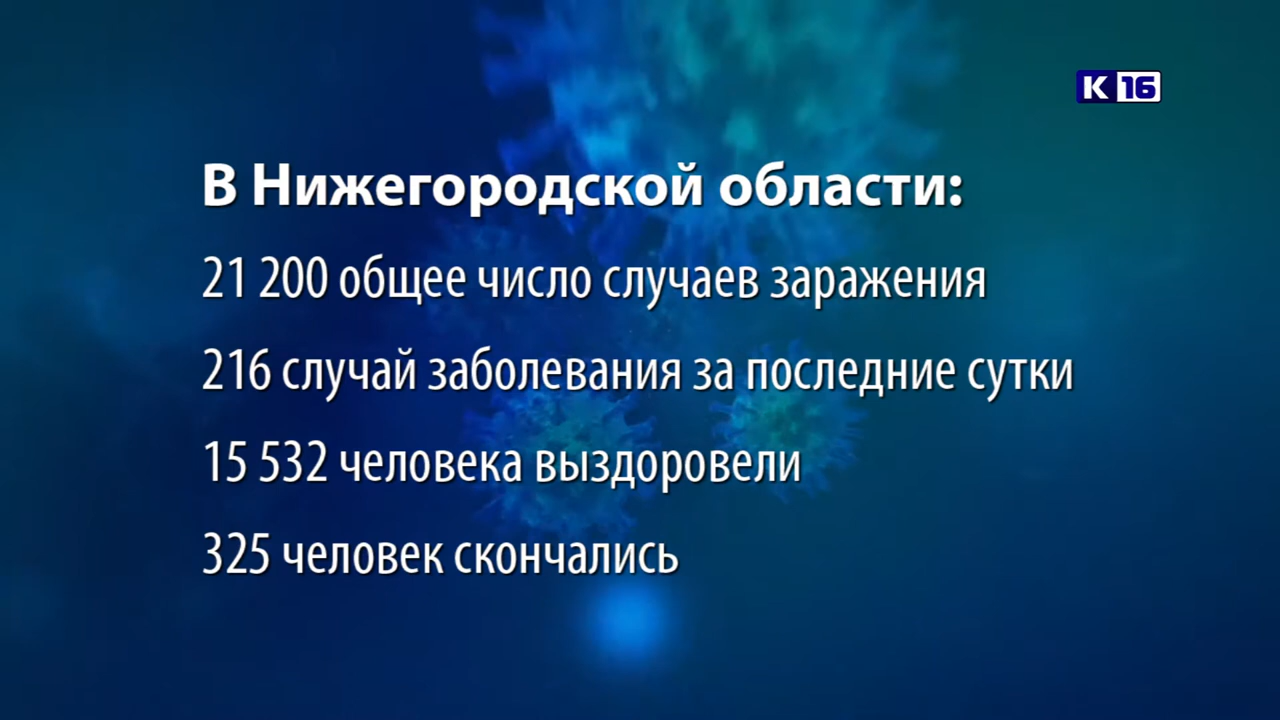 К 16
В Нижегородской области:
21 200 общее число случаев заражения
216 случай заболевания за последние сутки
15 532 человека выздоровели
325 человек скончались